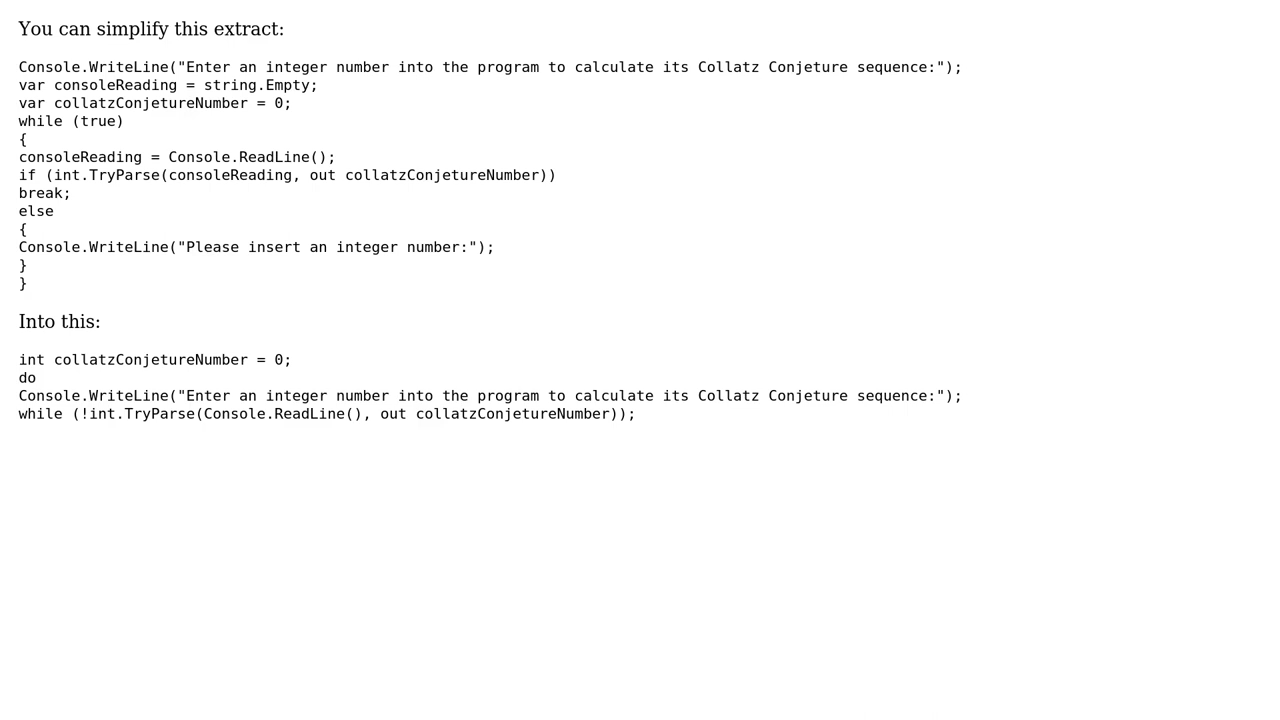 You can simplify this extract:
Console.WriteLine("Enter an integer number into the program to calculate its Collatz Conjeture sequence:");
var consoleReading = string.Empty;
var collatzConjetureNumber = 0;
while (true)
{
consoleReading = Console.ReadLine();
if (int.TryParse(consoleReading, out collatzConjetureNumber))
break;
else
{
Console.WriteLine("Please insert an integer number:");
}
}
Into this:
int collatzConjetureNumber = 0;
do
Console.WriteLine("Enter an integer number into the program to calculate its Collatz Conjeture sequence:");
while (!int.TryParse(Console.ReadLine(), out collatzConjetureNumber));